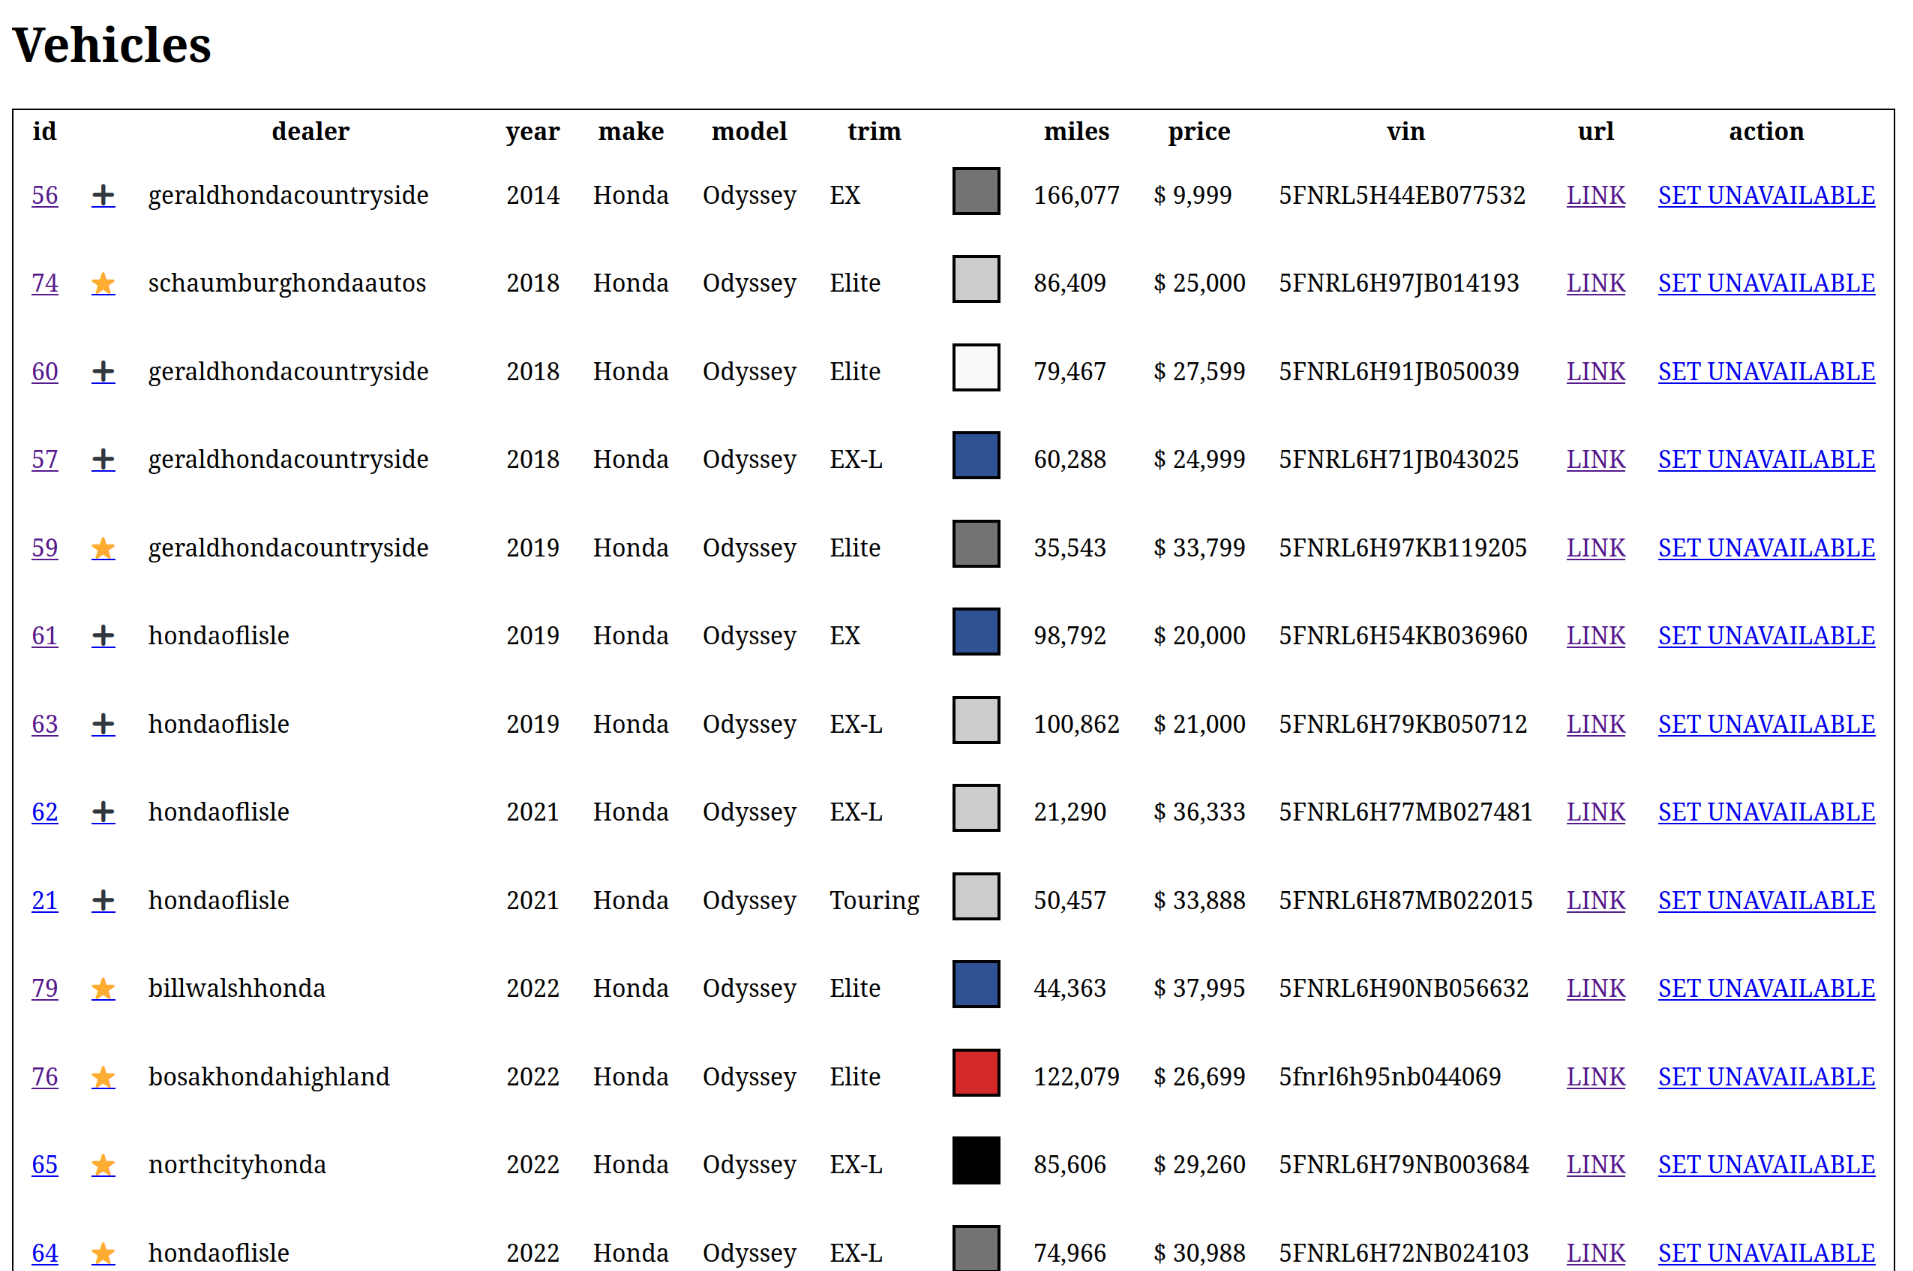 Vehicles
id dealer year make model trim miles price vin url action
56 geraldhondacountryside 2014 Honda Odyssey EX 166,077 $ 9,999 5FNRL5H44EB077532 LINK SET UNAVAILABLE
74 schaumburghondaautos 2018 Honda Odyssey Elite 86,409 $ 25,000 5FNRL6H97JB014193 LINK SET UNAVAILABLE
60 geraldhondacountryside 2018 Honda Odyssey Elite 79,467 $ 27,599 5FNRL6H91JB050039 LINK SET UNAVAILABLE
57 geraldhondacountryside 2018 Honda Odyssey EX-L 60,288 $ 24,999 5FNRL6H71JB043025 LINK SET UNAVAILABLE
59 geraldhondacountryside 2019 Honda Odyssey Elite 35,543 $ 33,799 5FNRL6H97KB119205 LINK SET UNAVAILABLE
61 hondaoflisle 2019 Honda Odyssey EX 98,792 $ 20,000 5FNRL6H54KB036960 LINK SET UNAVAILABLE
63 hondaoflisle 2019 Honda Odyssey EX-L 100,862 $ 21,000 5FNRL6H79KB050712 LINK SET UNAVAILABLE
62 hondaoflisle 2021 Honda Odyssey EX-L 21,290 $ 36,333 5FNRL6H77MB027481 LINK SET UNAVAILABLE
21 hondaoflisle 2021 Honda Odyssey Touring 50,457 $ 33,888 5FNRL6H87MB022015 LINK SET UNAVAILABLE
79 billwalshhonda 2022 Honda Odyssey Elite 44,363 $ 37,995 5FNRL6H90NB056632 LINK SET UNAVAILABLE
76 bosakhondahighland 2022 Honda Odyssey Elite 122,079 $ 26,699 5fnrl6h95nb044069 LINK SET UNAVAILABLE
65 northcityhonda 2022 Honda Odyssey EX-L 85,606 $ 29,260 5FNRL6H79NB003684 LINK SET UNAVAILABLE
64 hondaoflisle 2022 Honda Odyssey EX-L 74,966 $ 30,988 5FNRL6H72NB024103 LINK SET UNAVAILABLE